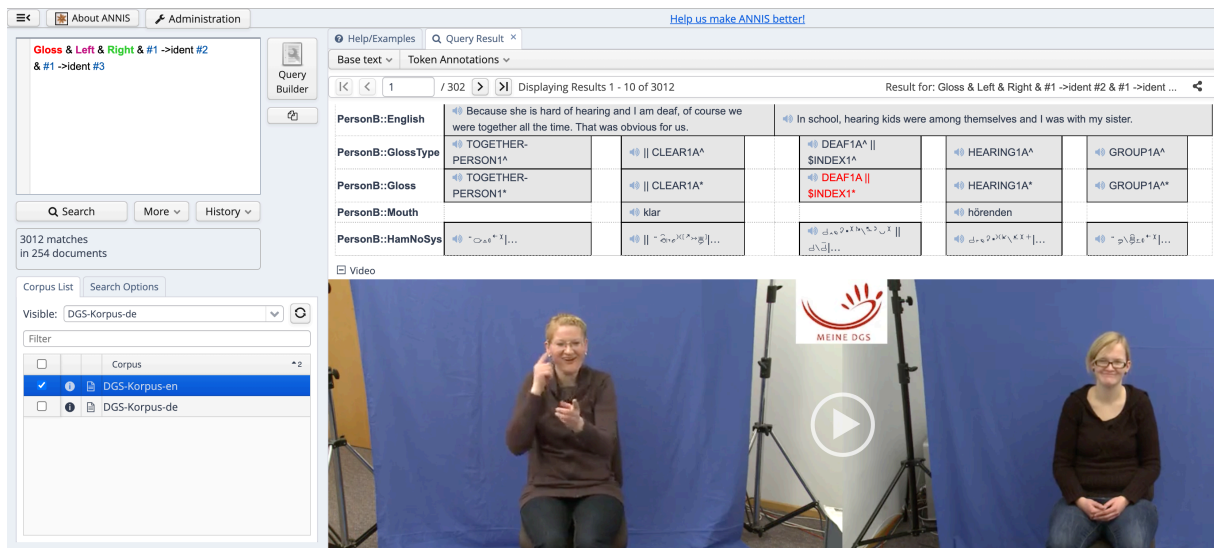 About ANNIS
Administration
Help us make ANNIS better!
Gloss & Left & Right & #1 ->ident #2
& #1 ->ident #3
Query
Builder
Search
More
History
3012 matches
in 254 documents
Corpus List
Search Options
Visible:
DGS-Korpus-de
Filter
Corpus
2
DGS-Korpus-en
DGS-Korpus-de
Help/Examples
Query Result
Base text
Token Annotations
1
/ 302
Displaying Results 1 - 10 of 3012
Result for: Gloss & Left & Right & #1 ->ident #2 & #1 ->ident ...
PersonB::English
Because she is hard of hearing and I am deaf, of course we
were together all the time. That was obvious for us.
In school, hearing kids were among themselves and I was with my sister.
PersonB::GlossType
TOGETHER-
PERSON1^
|| CLEAR1A^
DEAF1A^ ||
$INDEX1^
HEARING1A^
GROUP1A^
PersonB::Gloss
TOGETHER-
PERSON1*
|| CLEAR1A*
DEAF1A ||
$INDEX1*
HEARING1A*
GROUP1A^*
PersonB::Mouth
klar
hörenden
PersonB::HamNoSys
Video
MEINE DGS